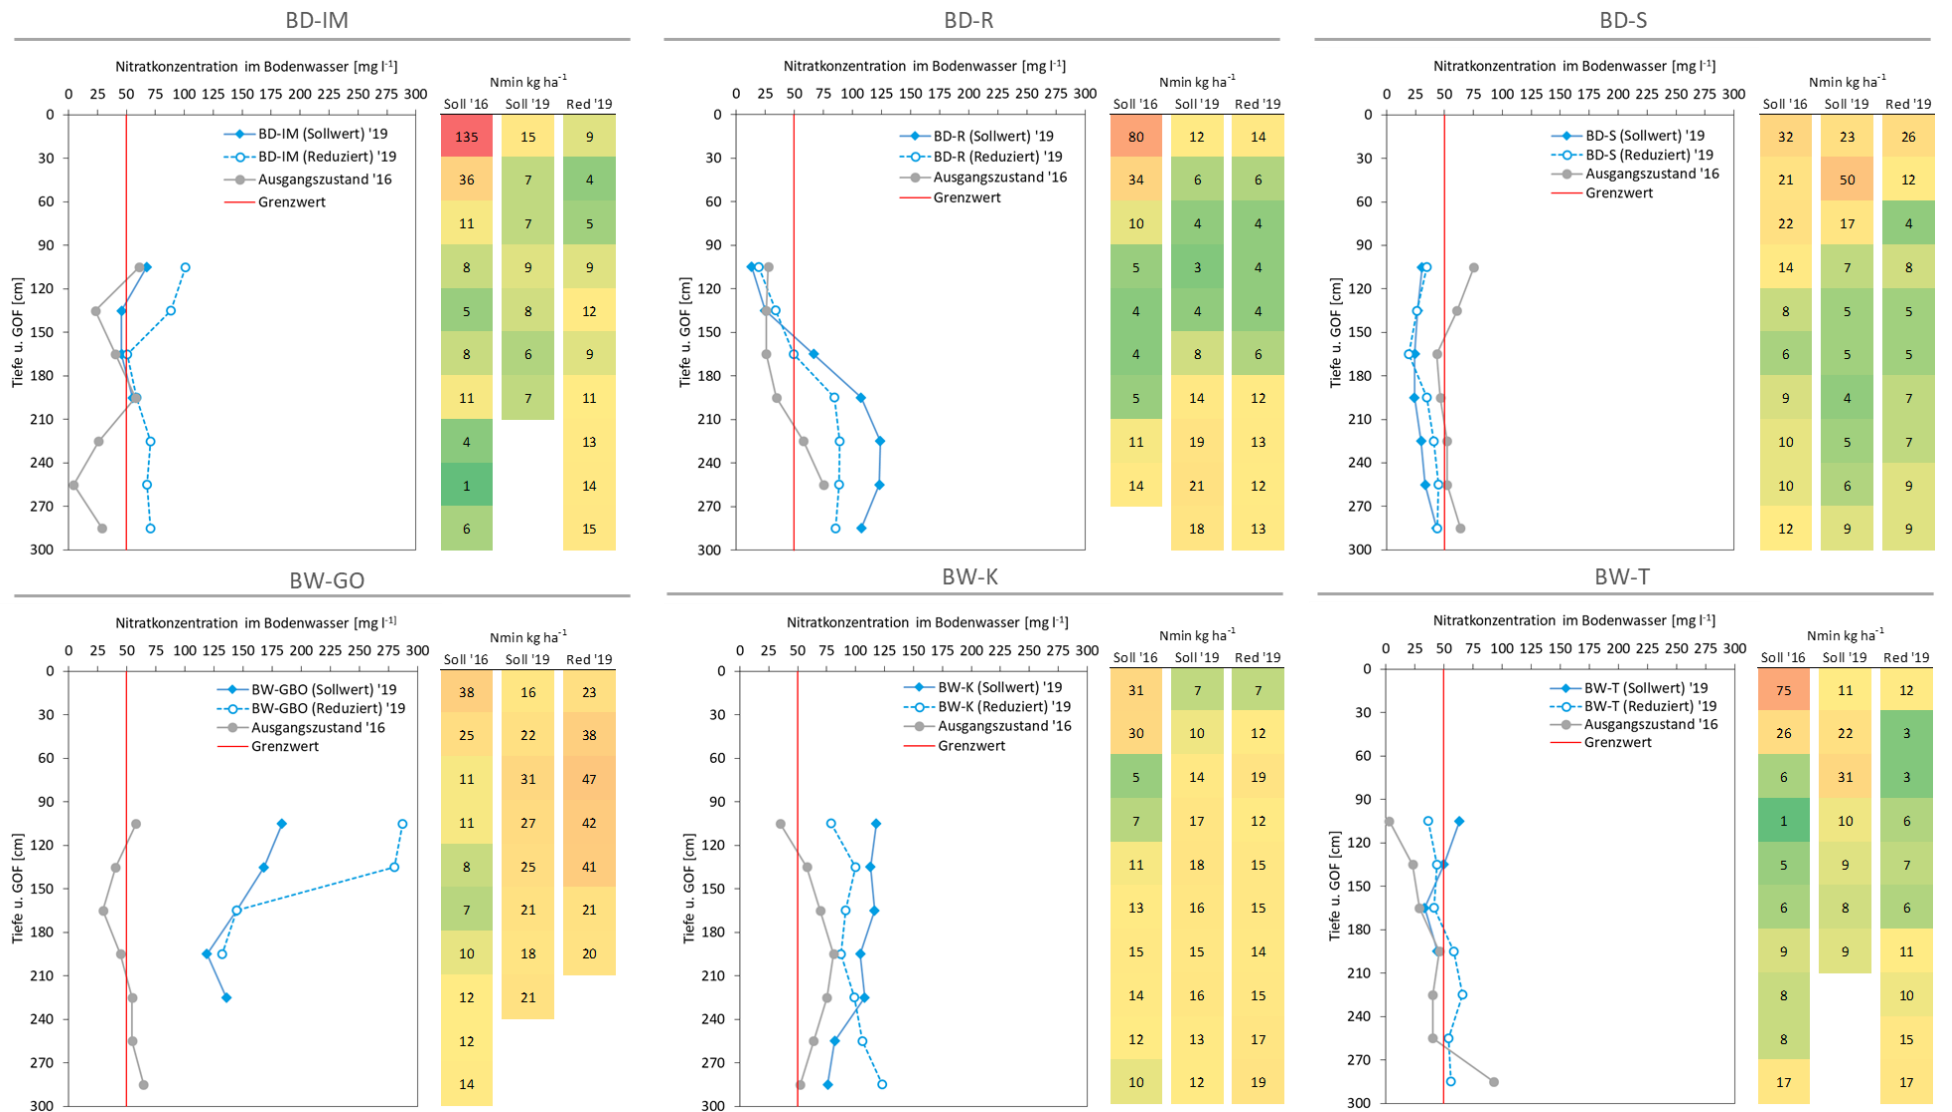 BD-IM
Nitratkonzentration im Bodenwasser [mg l-1]
Nmin kg ha-1
0 25 50 75 100 125 150 175 200 225 250 275 300
Soll '16 Soll '19 Red '19
Tiefe u. GOF [cm]
0
30
60
90
120
150
180
210
240
270
300
BD-IM (Sollwert) '19
BD-IM (Reduziert) '19
Ausgangszustand '16
Grenzwert
135 15 9
36 7 4
11 7 5
8 9 9
5 8 12
8 6 9
11 7 11
4 13
1 14
6 15
BD-R
Nitratkonzentration im Bodenwasser [mg l-1]
Nmin kg ha-1
0 25 50 75 100 125 150 175 200 225 250 275 300
Soll '16 Soll '19 Red '19
Tiefe u. GOF [cm]
0
30
60
90
120
150
180
210
240
270
300
BD-R (Sollwert) '19
BD-R (Reduziert) '19
Ausgangszustand '16
Grenzwert
80 12 14
34 6 6
10 4 4
5 3 4
4 4 4
4 8 6
5 14 12
11 19 13
14 21 12
18 13
BD-S
Nitratkonzentration im Bodenwasser [mg l-1]
Nmin kg ha-1
0 25 50 75 100 125 150 175 200 225 250 275 300
Soll '16 Soll '19 Red '19
Tiefe u. GOF [cm]
0
30
60
90
120
150
180
210
240
270
300
BD-S (Sollwert) '19
BD-S (Reduziert) '19
Ausgangszustand '16
Grenzwert
32 23 26
21 50 12
22 17 4
14 7 8
8 5 5
6 5 5
9 4 7
10 5 7
10 6 9
12 9 9
BW-GO
Nitratkonzentration im Bodenwasser [mg l-1]
Nmin kg ha-1
0 25 50 75 100 125 150 175 200 225 250 275 300
Soll '16 Soll '19 Red '19
Tiefe u. GOF [cm]
0
30
60
90
120
150
180
210
240
270
300
BW-GBO (Sollwert) '19
BW-GBO (Reduziert) '19
Ausgangszustand '16
Grenzwert
38 16 23
25 22 38
11 31 47
11 27 42
8 25 41
7 21 21
10 18 20
12 21
12
14
BW-K
Nitratkonzentration im Bodenwasser [mg l-1]
Nmin kg ha-1
0 25 50 75 100 125 150 175 200 225 250 275 300
Soll '16 Soll '19 Red '19
Tiefe u. GOF [cm]
0
30
60
90
120
150
180
210
240
270
300
BW-K (Sollwert) '19
BW-K (Reduziert) '19
Ausgangszustand '16
Grenzwert
31 7 7
30 10 12
5 14 19
7 17 12
11 18 15
13 16 15
15 15 14
14 16 15
12 13 17
10 12 19
BW-T
Nitratkonzentration im Bodenwasser [mg l-1]
Nmin kg ha-1
0 25 50 75 100 125 150 175 200 225 250 275 300
Soll '16 Soll '19 Red '19
Tiefe u. GOF [cm]
0
30
60
90
120
150
180
210
240
270
300
BW-T (Sollwert) '19
BW-T (Reduziert) '19
Ausgangszustand '16
Grenzwert
75 11 12
26 22 3
6 31 3
1 10 6
5 9 7
6 8 6
9 9 11
8 10
8 15
17 17